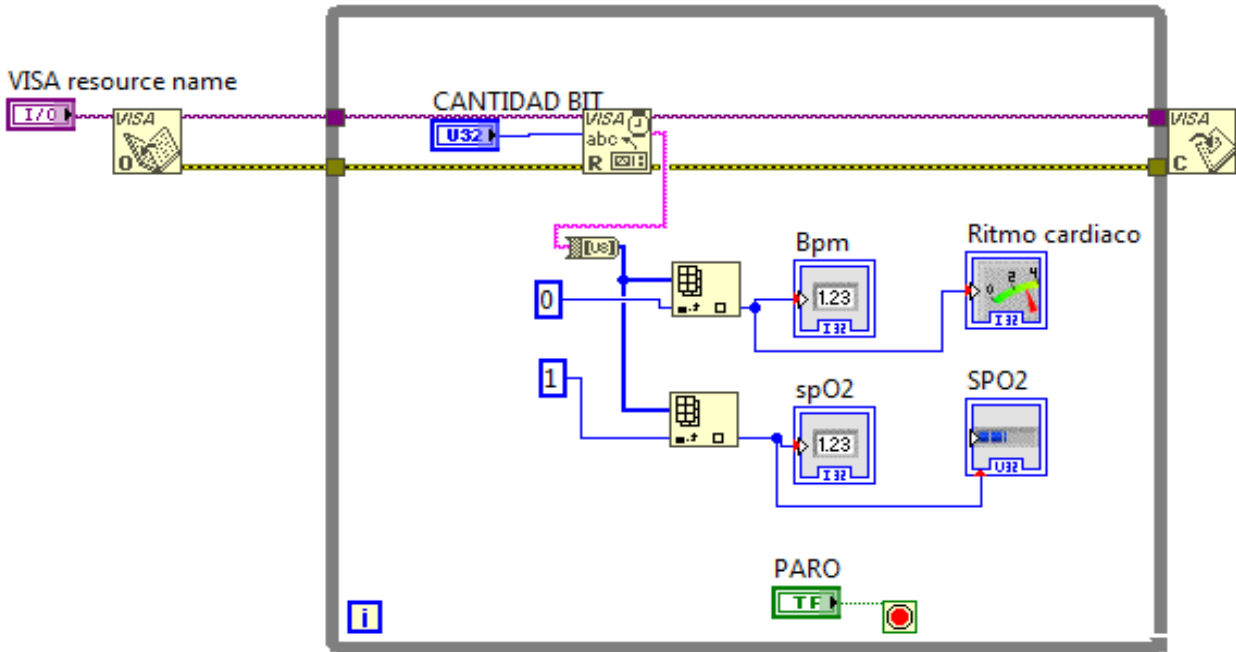 VISA resource name
I/O
VISA
O
CANTIDAD BIT
U32
VISA
abc
R
VISA
C
[U8]
Bpm
1.23
I32
Ritmo cardiaco
0 2 4
I32
0
1
spO2
1.23
I32
SPO2
U32
PARO
TF
i